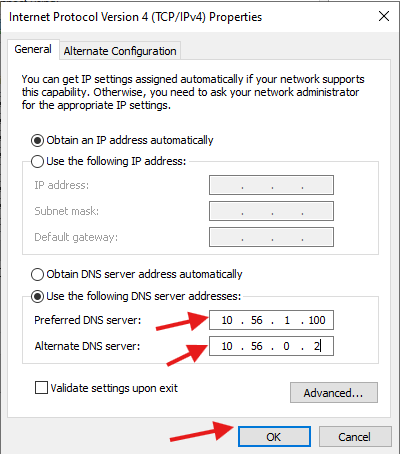 Internet Protocol Version 4 (TCP/IPv4) Properties
General
Alternate Configuration
You can get IP settings assigned automatically if your network supports
this capability. Otherwise, you need to ask your network administrator
for the appropriate IP settings.
Obtain an IP address automatically
Use the following IP address:
IP address:
. . .
Subnet mask:
. . .
Default gateway:
. . .
Obtain DNS server address automatically
Use the following DNS server addresses:
Preferred DNS server:
10 . 56 . 1 . 100
Alternate DNS server:
10 . 56 . 0 . 2
Validate settings upon exit
Advanced...
OK
Cancel